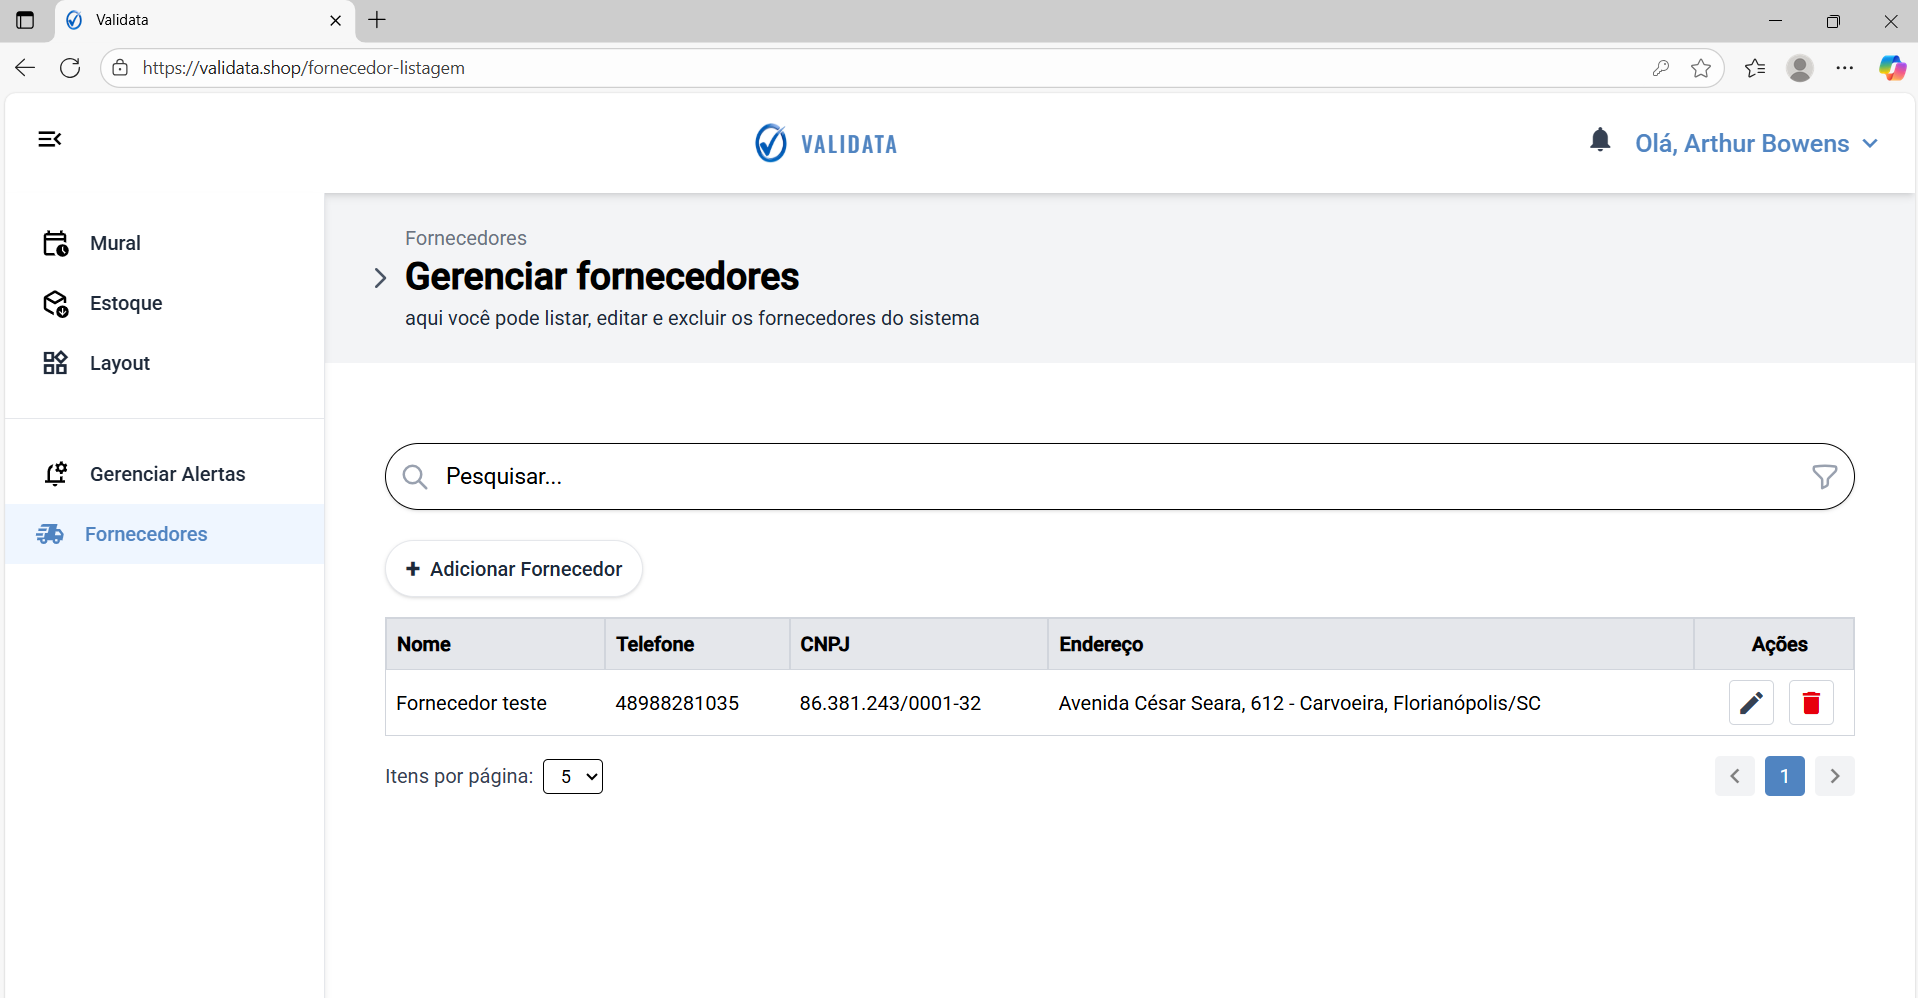 Validata
https://validata.shop/fornecedor-listagem
VALIDATA
Olá, Arthur Bowens
Mural
Estoque
Layout
Gerenciar Alertas
Fornecedores
Fornecedores
Gerenciar fornecedores
aqui você pode listar, editar e excluir os fornecedores do sistema
Pesquisar...
+ Adicionar Fornecedor
Nome Telefone CNPJ Endereço Ações
Fornecedor teste 48988281035 86.381.243/0001-32 Avenida César Seara, 612 - Carvoeira, Florianópolis/SC
Itens por página: 5 1